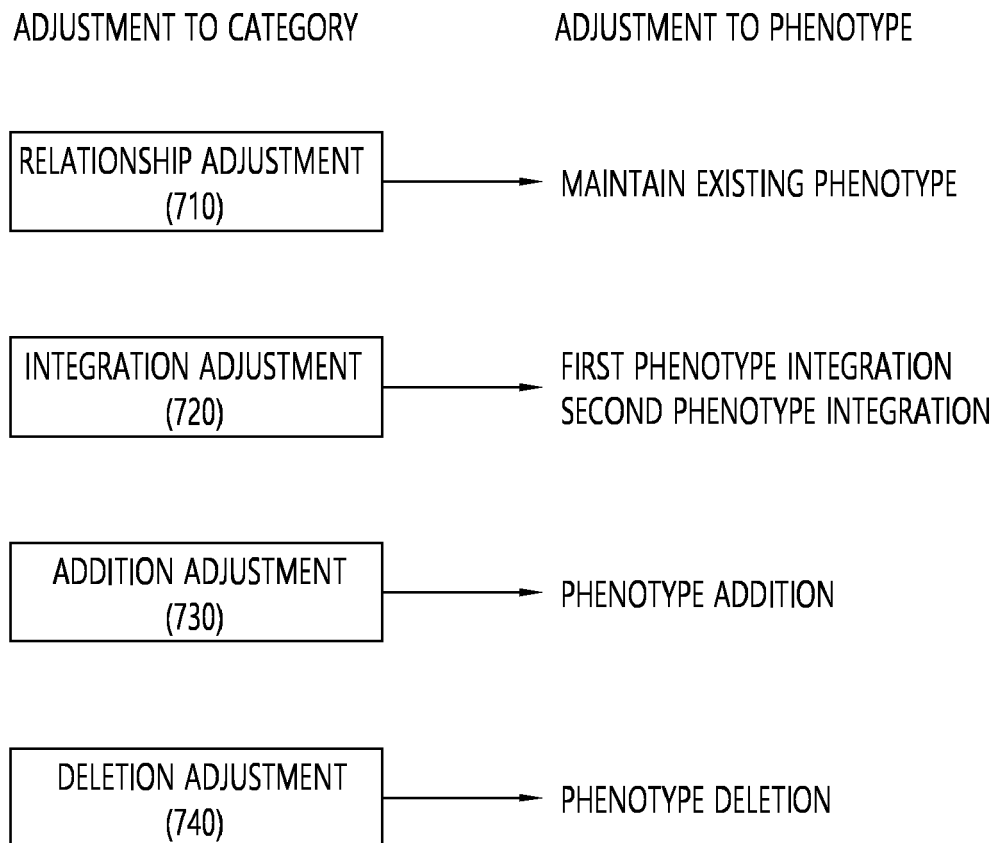 ADJUSTMENT TO CATEGORY
ADJUSTMENT TO PHENOTYPE
RELATIONSHIP ADJUSTMENT
(710)
MAINTAIN EXISTING PHENOTYPE
INTEGRATION ADJUSTMENT
(720)
FIRST PHENOTYPE INTEGRATION
SECOND PHENOTYPE INTEGRATION
ADDITION ADJUSTMENT
(730)
PHENOTYPE ADDITION
DELETION ADJUSTMENT
(740)
PHENOTYPE DELETION